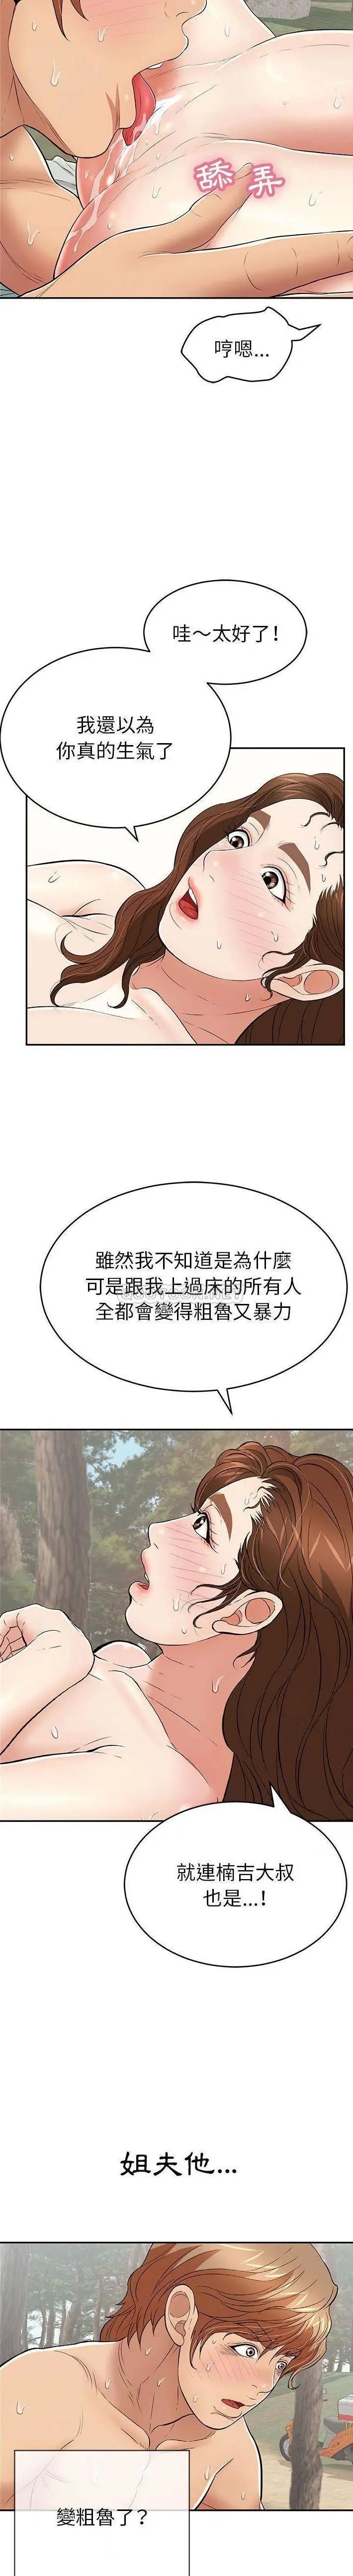 舔弄
哼嗯...
哇～太好了！
我還以為
你真的生氣了
雖然我不知道是為什麼
可是跟我上過床的所有人
全都會變得粗魯又暴力
就連楠吉大叔
也是...！
姐夫他...
變粗魯了？